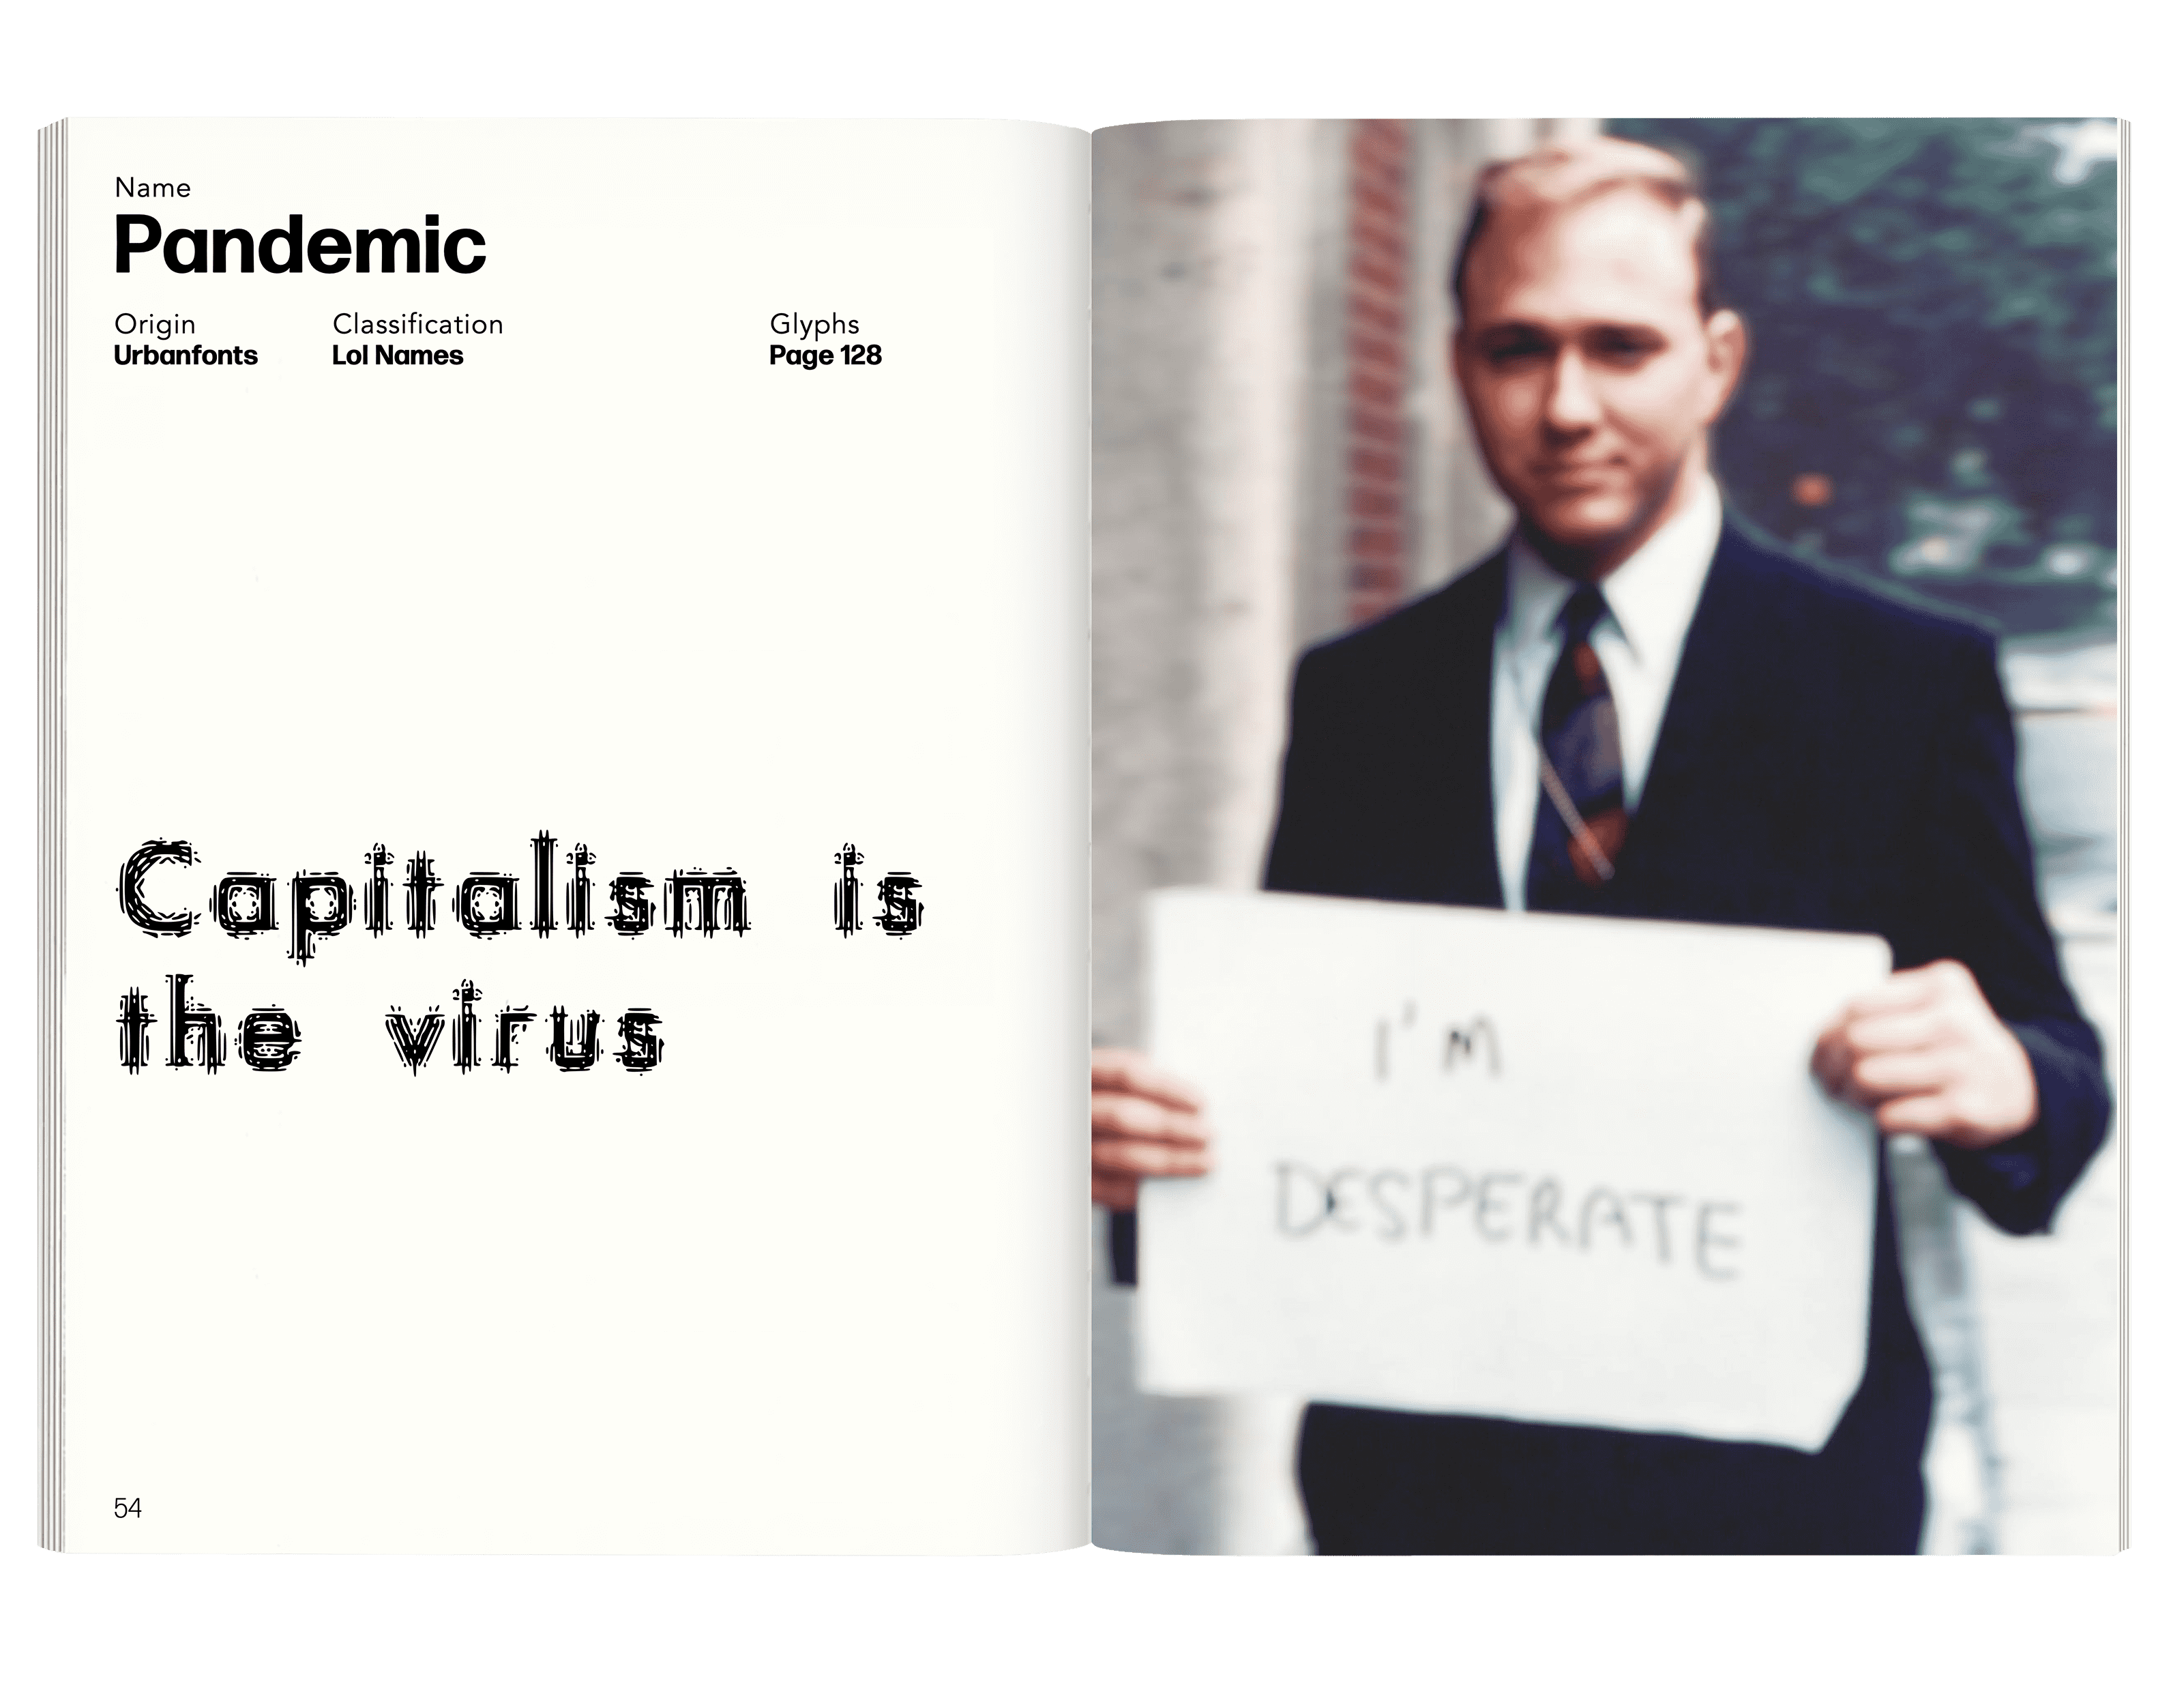 Name
Pandemic
Origin
Urbanfonts
Classification
Lol Names
Glyphs
Page 128
Capitalism is
the virus
54
I'M
DESPERATE